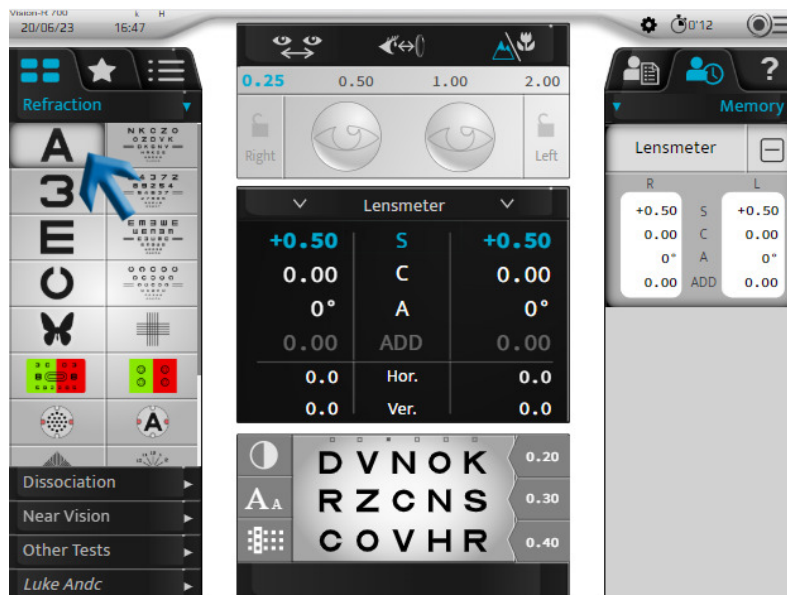 Vision-R 700
20/06/23 16:47
0'12
Refraction
A
N K C Z O
O Z D V K
3
E
A
Dissociation
Near Vision
Other Tests
Luke Andc
0.25 0.50 1.00 2.00
Right Left
Lensmeter
+0.50 S +0.50
0.00 C 0.00
0° A 0°
0.00 ADD 0.00
0.0 Hor. 0.0
0.0 Ver. 0.0
D V N O K 0.20
A A R Z C N S 0.30
C O V H R 0.40
?
Memory
Lensmeter
R L
+0.50 S +0.50
0.00 C 0.00
0° A 0°
0.00 ADD 0.00